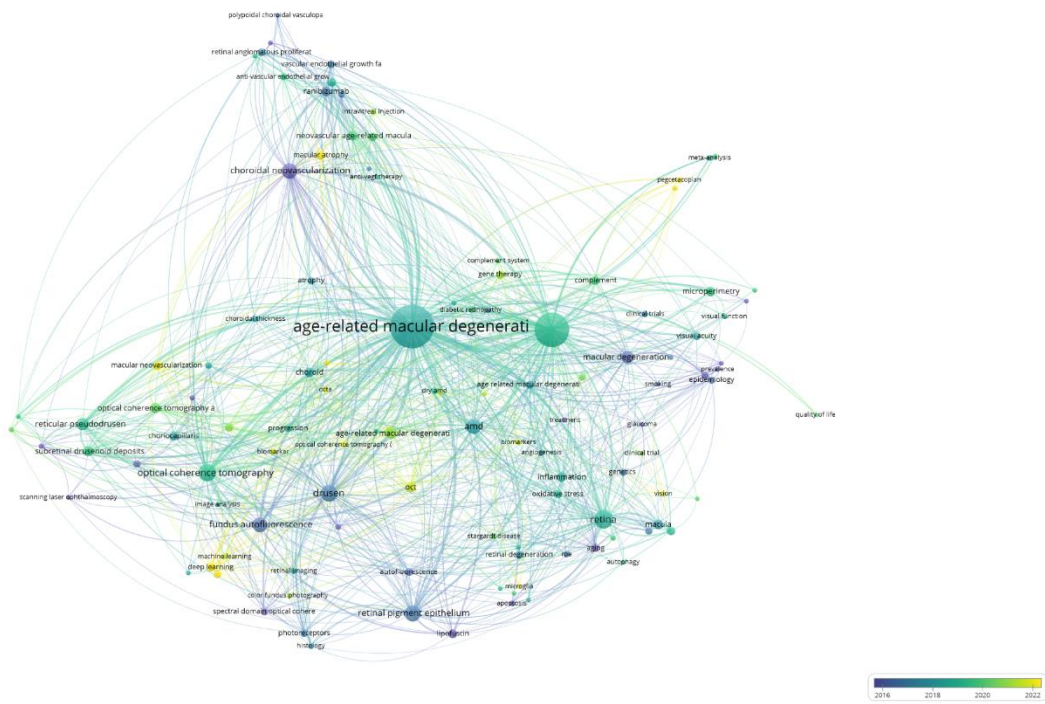 polypoidal choroidal vasculopa
retinal angiomatous proliferat
vascular endothelial growth fa
anti-vascular endothelial grow
ranibizumab
intravitreal injection
neovascular age-related macula
macular atrophy
meta-analysis
choroidal neovascularization
anti-vegf therapy
pegcetacoplan
complement system
gene therapy
atrophy
complement
microperimetry
diabetic retinopathy
choroidal thickness
clinical trials
visual function
age-related macular degenerati
visual acuity
macular degeneration
macular neovascularization
choroid
prevalence
epidemiology
octa
dry amd
age related macular degenerati
smoking
optical coherence tomography a
quality of life
reticular pseudodrusen
treatment
glaucoma
choriocapillaris
progression
age-related macular degenerati
amd
optical coherence tomography (
biomarkers
subretinal drusenoid deposits
biomarker
angiogenesis
clinical trial
optical coherence tomography
inflammation
genetics
oct
scanning laser ophthalmoscopy
drusen
oxidative stress
vision
image analysis
fundus autofluorescence
retina
macula
stargardt disease
aging
machine learning
retinal degeneration
rpe
autophagy
deep learning
retinal imaging
autofluorescence
microglia
color fundus photography
apoptosis
spectral domain optical cohere
retinal pigment epithelium
photoreceptors
lipofuscin
histology
2016 2018 2020 2022